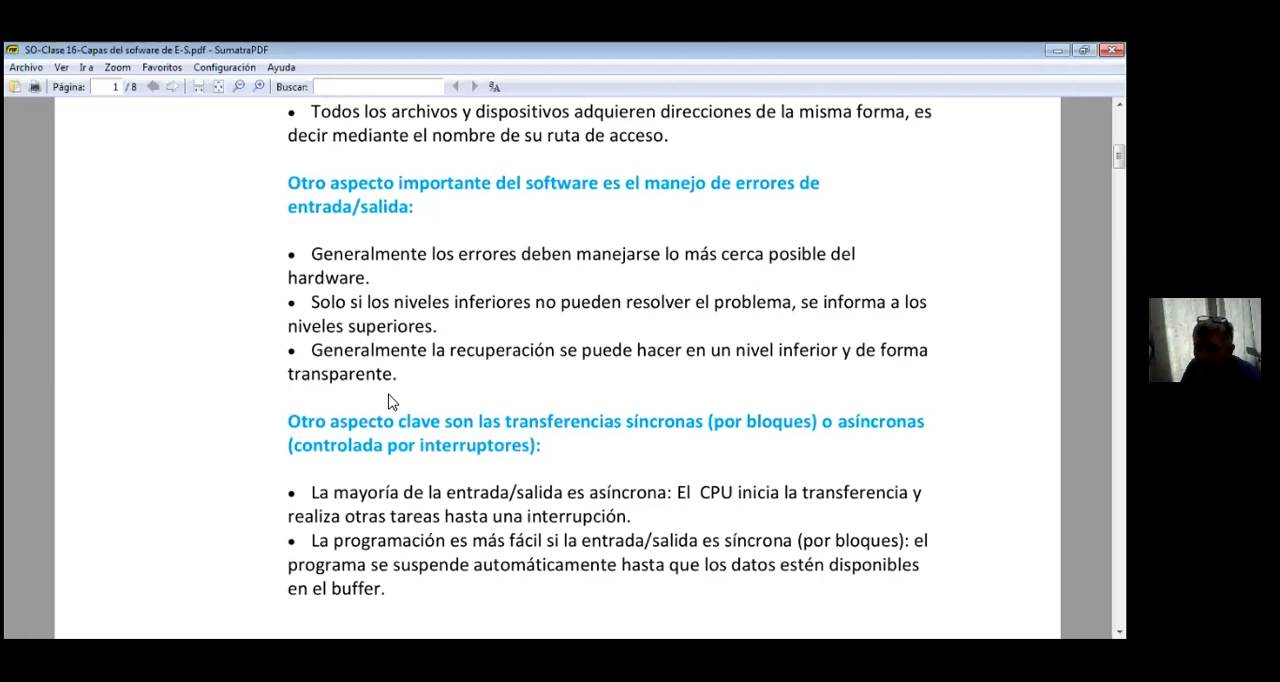 SO-Clase 16-Capas del sofware de E-S.pdf - SumatraPDF
Archivo Ver Ir a Zoom Favoritos Configuración Ayuda
Página: 1 / 8 Buscar:
• Todos los archivos y dispositivos adquieren direcciones de la misma forma, es
decir mediante el nombre de su ruta de acceso.
Otro aspecto importante del software es el manejo de errores de
entrada/salida:
• Generalmente los errores deben manejarse lo más cerca posible del
hardware.
• Solo si los niveles inferiores no pueden resolver el problema, se informa a los
niveles superiores.
• Generalmente la recuperación se puede hacer en un nivel inferior y de forma
transparente.
Otro aspecto clave son las transferencias síncronas (por bloques) o asíncronas
(controlada por interruptores):
• La mayoría de la entrada/salida es asíncrona: El CPU inicia la transferencia y
realiza otras tareas hasta una interrupción.
• La programación es más fácil si la entrada/salida es síncrona (por bloques): el
programa se suspende automáticamente hasta que los datos estén disponibles
en el buffer.